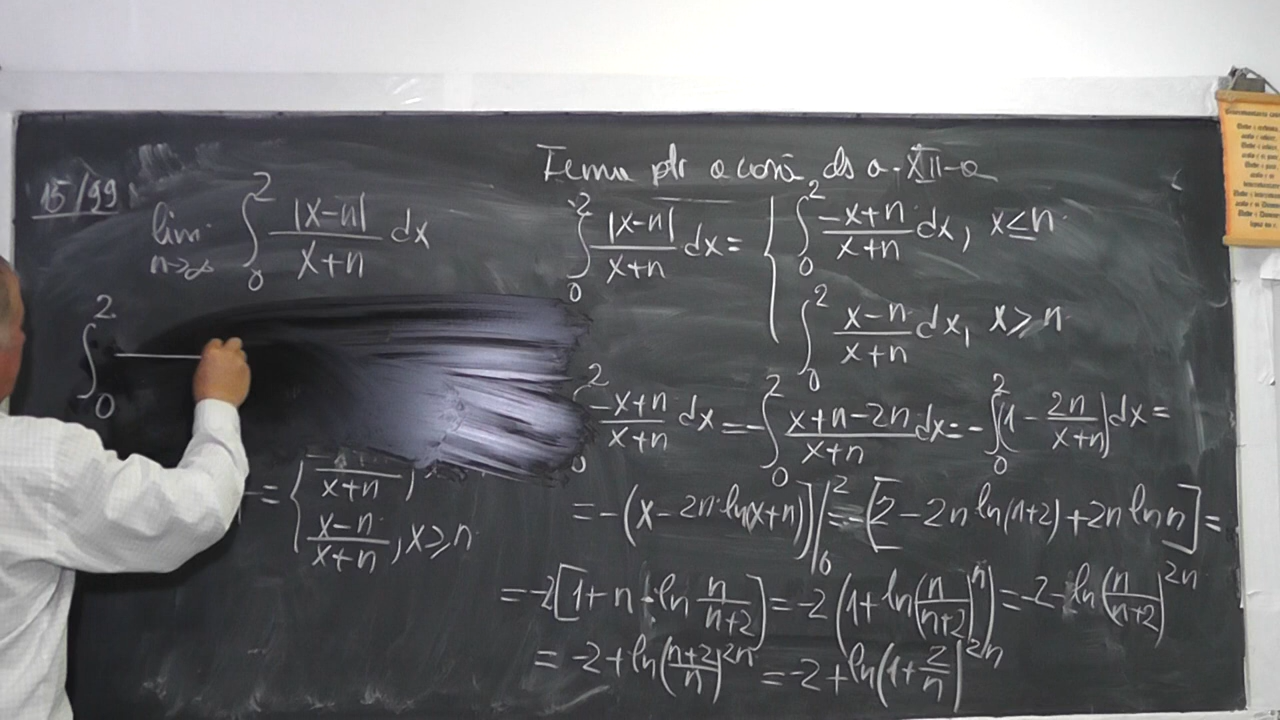 15/99
lim n→∞ ∫₀² |x-n|/(x+n) dx
∫₀²
= { (-x+n)/(x+n) ,
(x-n)/(x+n) , x ≥ n
Tema ptr acasă cls a-XII-a
∫₀² |x-n|/(x+n) dx = { ∫₀² (-x+n)/(x+n) dx, x ≤ n
∫₀² (x-n)/(x+n) dx, x ≥ n
∫₀² (-x+n)/(x+n) dx = -∫₀² (x+n-2n)/(x+n) dx = -∫₀² (1 - 2n/(x+n)) dx =
= -(x - 2n·ln(x+n))|₀² = -[2 - 2n ln(n+2) + 2n ln n] =
= -2[1 + n·ln n/(n+2)] = -2(1 + ln(n/(n+2))ⁿ) = -2 - ln(n/(n+2))²ⁿ
= -2 + ln((n+2)/n)²ⁿ = -2 + ln(1 + 2/n)²ⁿ